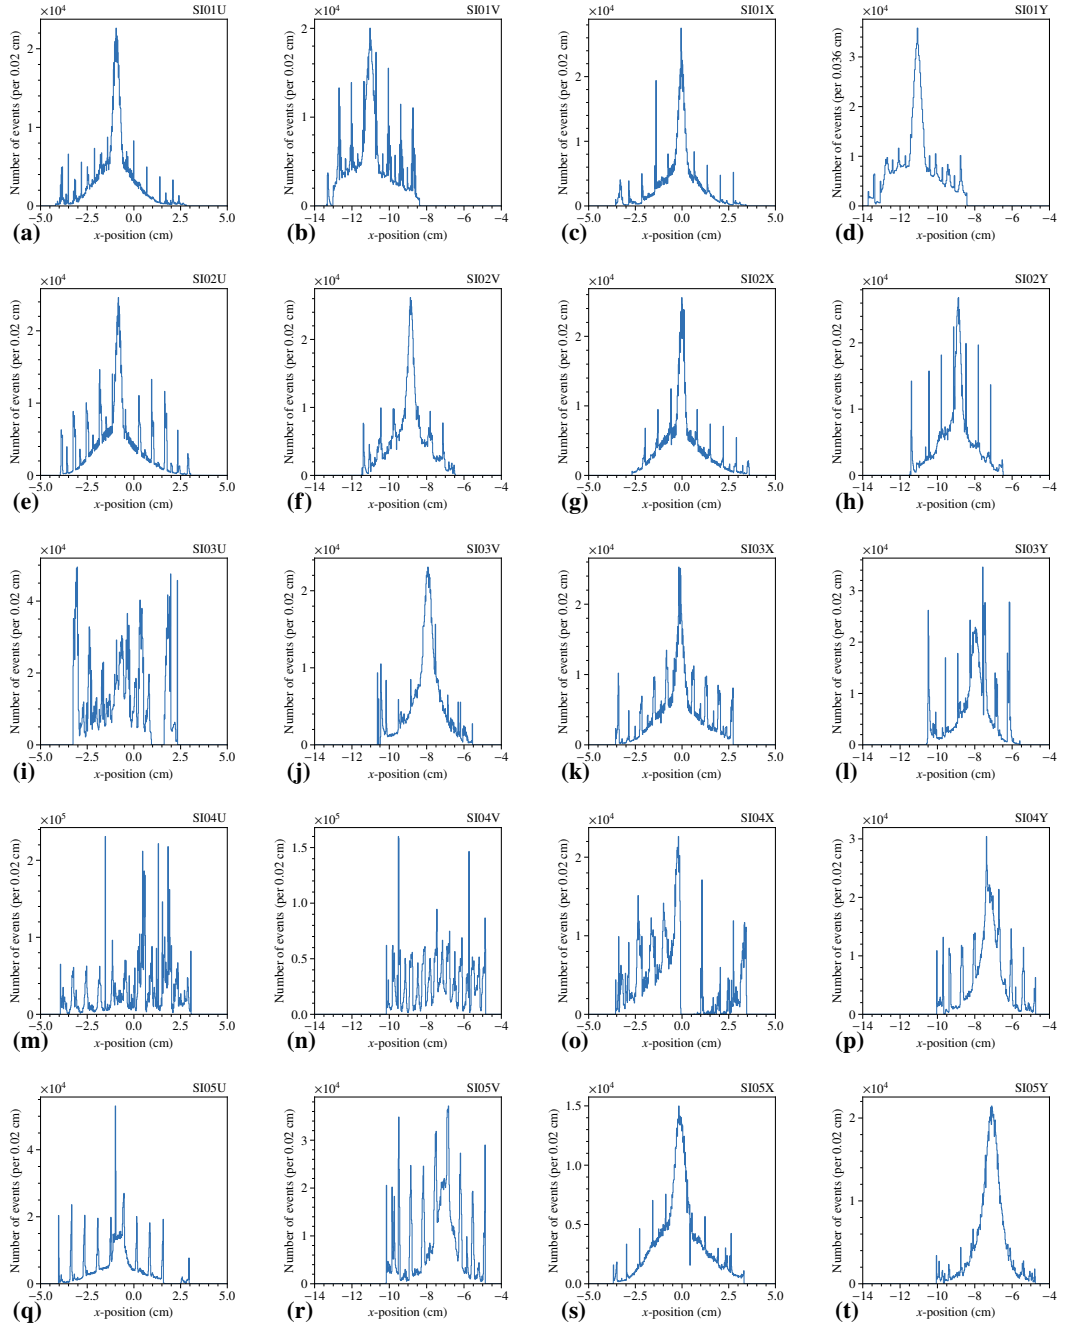 ×10⁴ SI01U
Number of events (per 0.02 cm)
2
1
0
−5.0 −2.5 0.0 2.5 5.0
(a) x-position (cm)
×10⁴ SI01V
Number of events (per 0.02 cm)
2.0
1.5
1.0
0.5
0.0
−14 −12 −10 −8 −6 −4
(b) x-position (cm)
×10⁴ SI01X
Number of events (per 0.02 cm)
2
1
0
−5.0 −2.5 0.0 2.5 5.0
(c) x-position (cm)
×10⁴ SI01Y
Number of events (per 0.036 cm)
3
2
1
0
−14 −12 −10 −8 −6 −4
(d) x-position (cm)
×10⁴ SI02U
Number of events (per 0.02 cm)
2
1
0
−5.0 −2.5 0.0 2.5 5.0
(e) x-position (cm)
×10⁴ SI02V
Number of events (per 0.02 cm)
2
1
0
−14 −12 −10 −8 −6 −4
(f) x-position (cm)
×10⁴ SI02X
Number of events (per 0.02 cm)
2
1
0
−5.0 −2.5 0.0 2.5 5.0
(g) x-position (cm)
×10⁴ SI02Y
Number of events (per 0.02 cm)
2
1
0
−14 −12 −10 −8 −6 −4
(h) x-position (cm)
×10⁴ SI03U
Number of events (per 0.02 cm)
4
2
0
−5.0 −2.5 0.0 2.5 5.0
(i) x-position (cm)
×10⁴ SI03V
Number of events (per 0.02 cm)
2
1
0
−14 −12 −10 −8 −6 −4
(j) x-position (cm)
×10⁴ SI03X
Number of events (per 0.02 cm)
2
1
0
−5.0 −2.5 0.0 2.5 5.0
(k) x-position (cm)
×10⁴ SI03Y
Number of events (per 0.02 cm)
3
2
1
0
−14 −12 −10 −8 −6 −4
(l) x-position (cm)
×10⁵ SI04U
Number of events (per 0.02 cm)
2
1
0
−5.0 −2.5 0.0 2.5 5.0
(m) x-position (cm)
×10⁵ SI04V
Number of events (per 0.02 cm)
1.5
1.0
0.5
0.0
−14 −12 −10 −8 −6 −4
(n) x-position (cm)
×10⁴ SI04X
Number of events (per 0.02 cm)
2
1
0
−5.0 −2.5 0.0 2.5 5.0
(o) x-position (cm)
×10⁴ SI04Y
Number of events (per 0.02 cm)
3
2
1
0
−14 −12 −10 −8 −6 −4
(p) x-position (cm)
×10⁴ SI05U
Number of events (per 0.02 cm)
4
2
0
−5.0 −2.5 0.0 2.5 5.0
(q) x-position (cm)
×10⁴ SI05V
Number of events (per 0.02 cm)
3
2
1
0
−14 −12 −10 −8 −6 −4
(r) x-position (cm)
×10⁴ SI05X
Number of events (per 0.02 cm)
1.5
1.0
0.5
0.0
−5.0 −2.5 0.0 2.5 5.0
(s) x-position (cm)
×10⁴ SI05Y
Number of events (per 0.02 cm)
2
1
0
−14 −12 −10 −8 −6 −4
(t) x-position (cm)